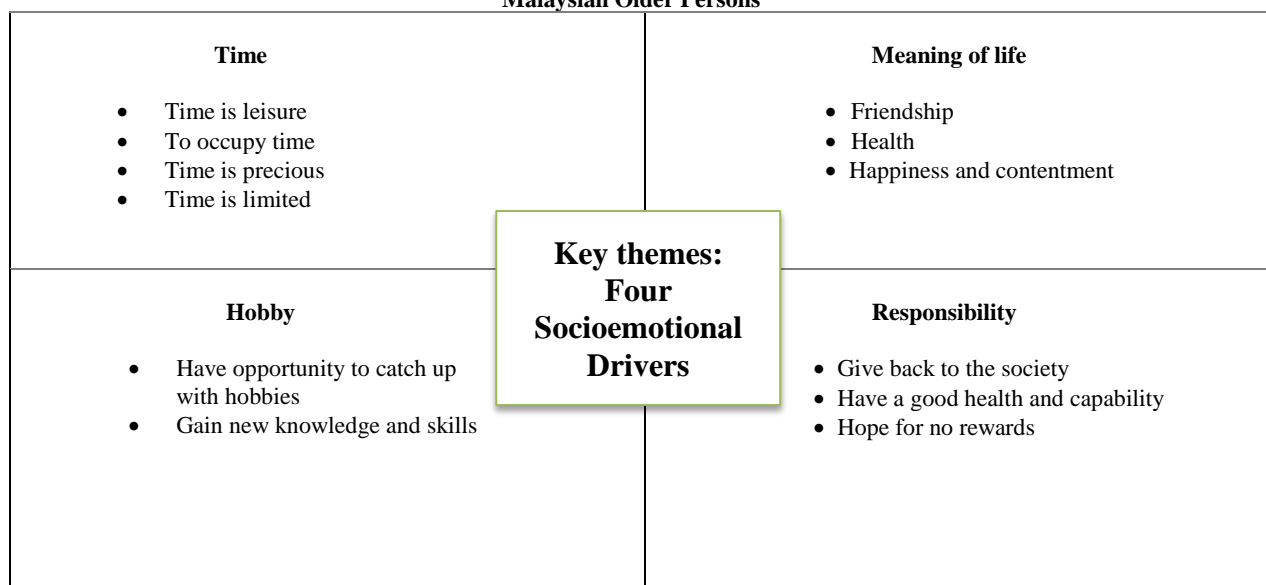 Malaysian Older Persons
Time
• Time is leisure
• To occupy time
• Time is precious
• Time is limited
Meaning of life
• Friendship
• Health
• Happiness and contentment
Key themes:
Four
Socioemotional
Drivers
Hobby
• Have opportunity to catch up
with hobbies
• Gain new knowledge and skills
Responsibility
• Give back to the society
• Have a good health and capability
• Hope for no rewards